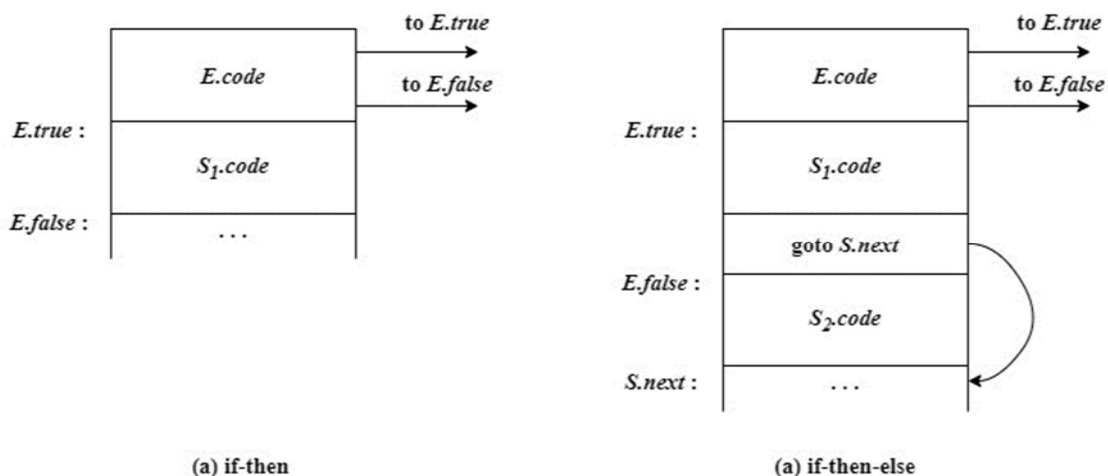 to E.true
E.code
to E.false
E.true :
S1.code
E.false :
. . .
(a) if-then
to E.true
E.code
to E.false
E.true :
S1.code
goto S.next
E.false :
S2.code
S.next :
. . .
(a) if-then-else